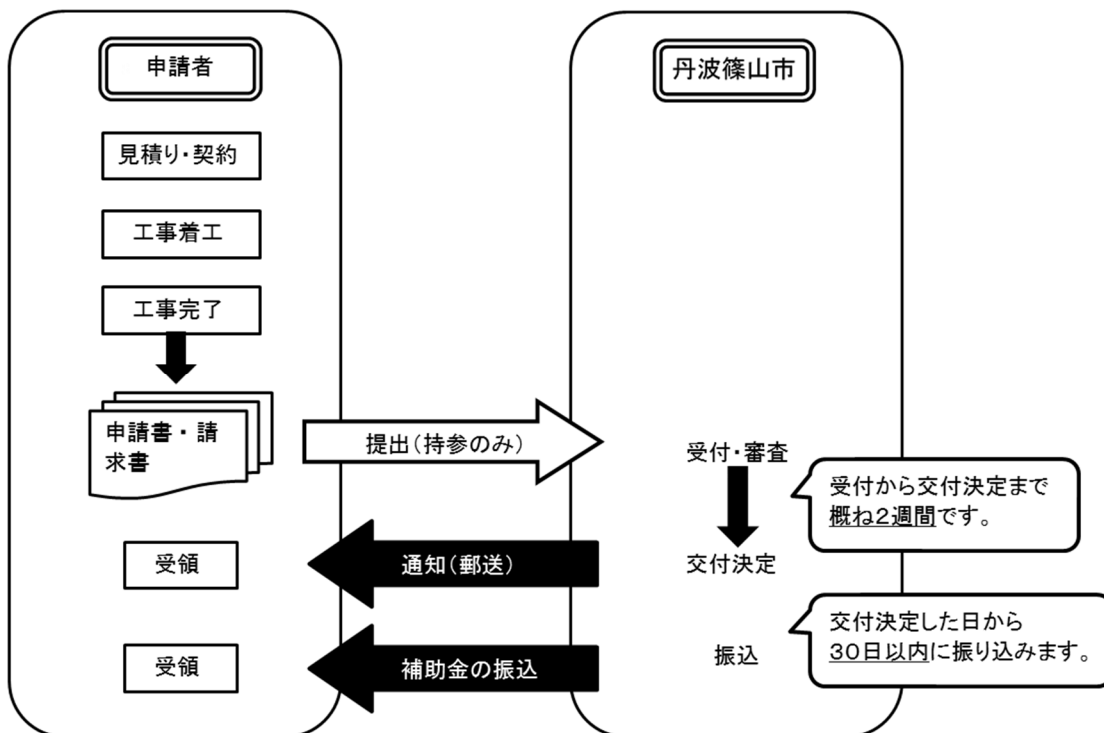 申請者
丹波篠山市
見積り・契約
工事着工
工事完了
申請書・請
求書
提出(持参のみ)
受付・審査
受付から交付決定まで
概ね2週間です。
受領
通知(郵送)
交付決定
交付決定した日から
30日以内に振り込みます。
受領
補助金の振込
振込